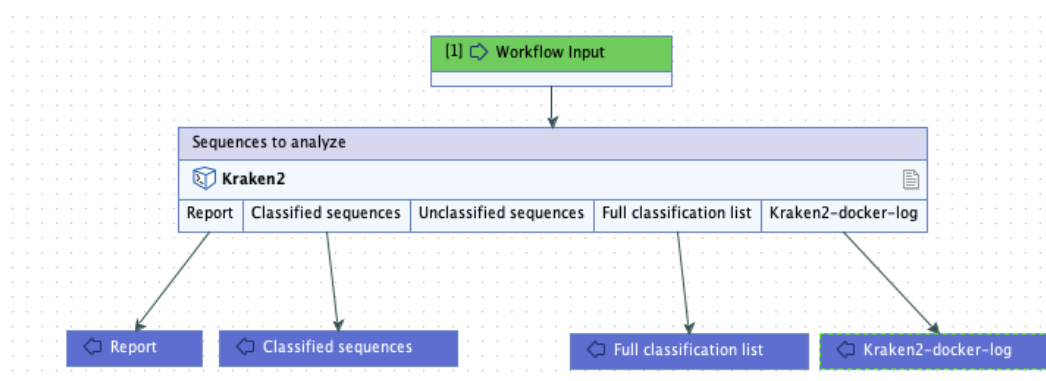 [1] Workflow Input
Sequences to analyze
Kraken2
Report Classified sequences Unclassified sequences Full classification list Kraken2-docker-log
Report Classified sequences Full classification list Kraken2-docker-log